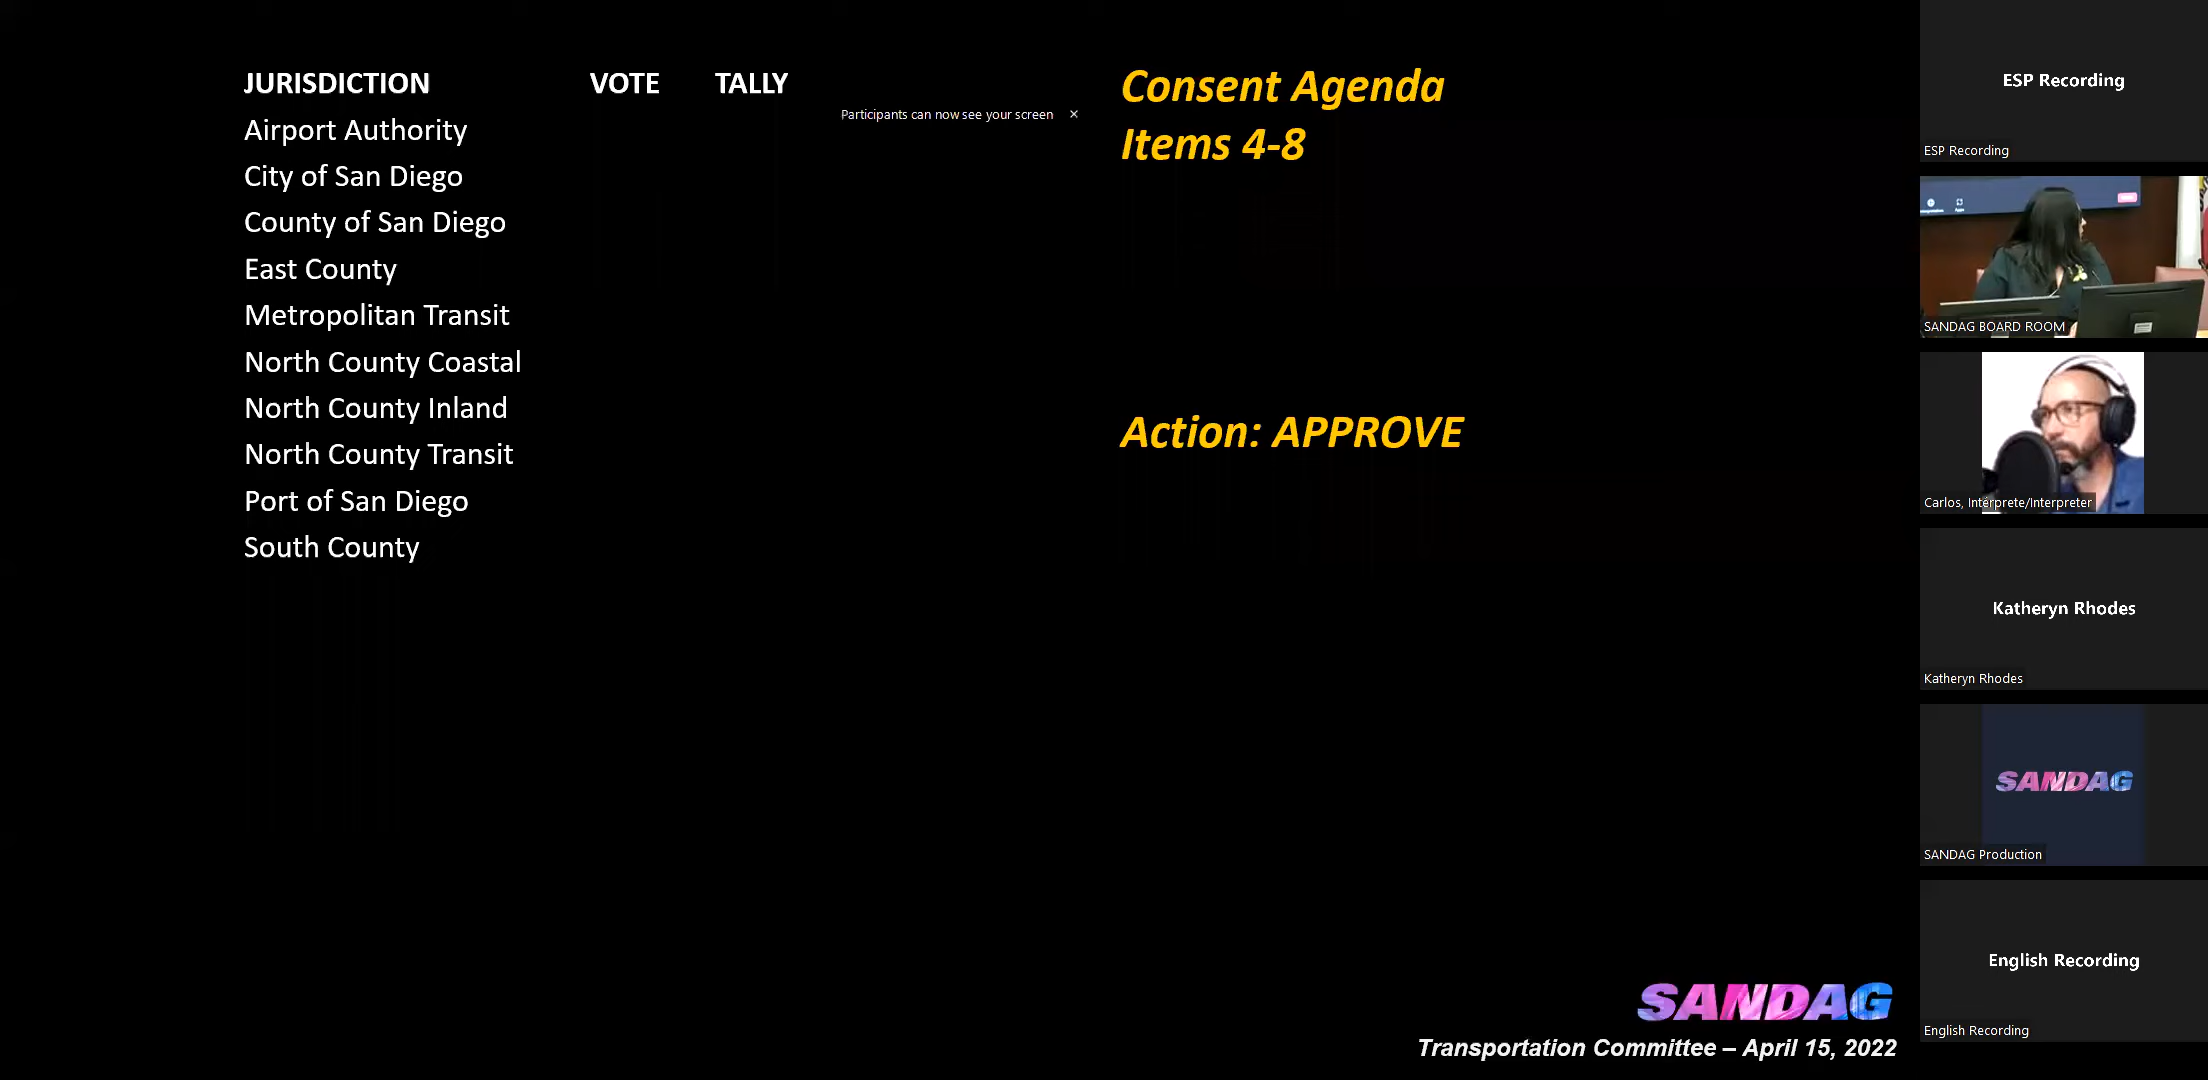 JURISDICTION VOTE TALLY
Airport Authority
City of San Diego
County of San Diego
East County
Metropolitan Transit
North County Coastal
North County Inland
North County Transit
Port of San Diego
South County
Participants can now see your screen ×
Consent Agenda
Items 4-8
Action: APPROVE
SANDAG
Transportation Committee – April 15, 2022
ESP Recording
ESP Recording
SANDAG BOARD ROOM
Carlos, Intérprete/Interpreter
Katheryn Rhodes
Katheryn Rhodes
SANDAG
SANDAG Production
English Recording
English Recording